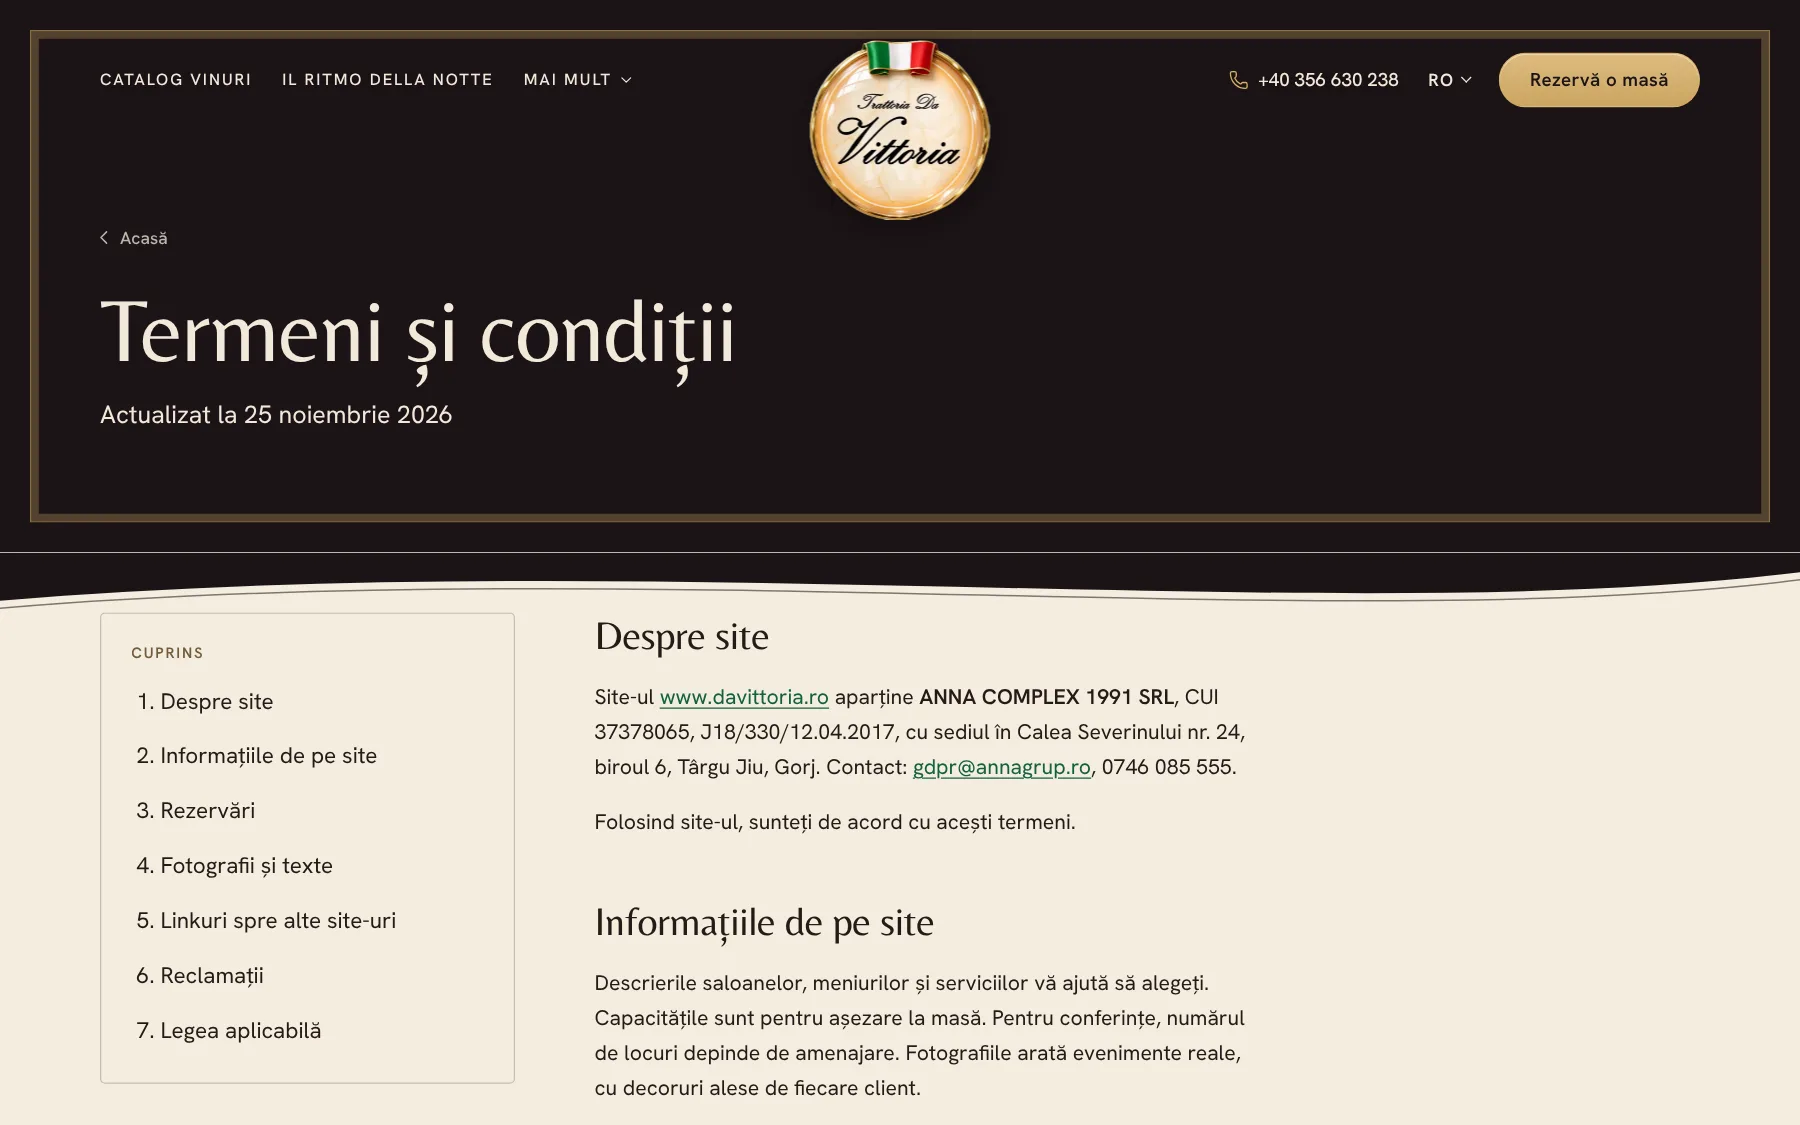 CATALOG VINURI
IL RITMO DELLA NOTTE
MAI MULT
Trattoria Da
Vittoria
+40 356 630 238
RO
Rezervă o masă
Acasă
Termeni și condiții
Actualizat la 25 noiembrie 2026
CUPRINS
1. Despre site
2. Informațiile de pe site
3. Rezervări
4. Fotografii și texte
5. Linkuri spre alte site-uri
6. Reclamații
7. Legea aplicabilă
Despre site
Site-ul www.davittoria.ro aparține ANNA COMPLEX 1991 SRL, CUI
37378065, J18/330/12.04.2017, cu sediul în Calea Severinului nr. 24,
biroul 6, Târgu Jiu, Gorj. Contact: gdpr@annagrup.ro, 0746 085 555.
Folosind site-ul, sunteți de acord cu acești termeni.
Informațiile de pe site
Descrierile saloanelor, meniurilor și serviciilor vă ajută să alegeți.
Capacitățile sunt pentru așezare la masă. Pentru conferințe, numărul
de locuri depinde de amenajare. Fotografiile arată evenimente reale,
cu decoruri alese de fiecare client.